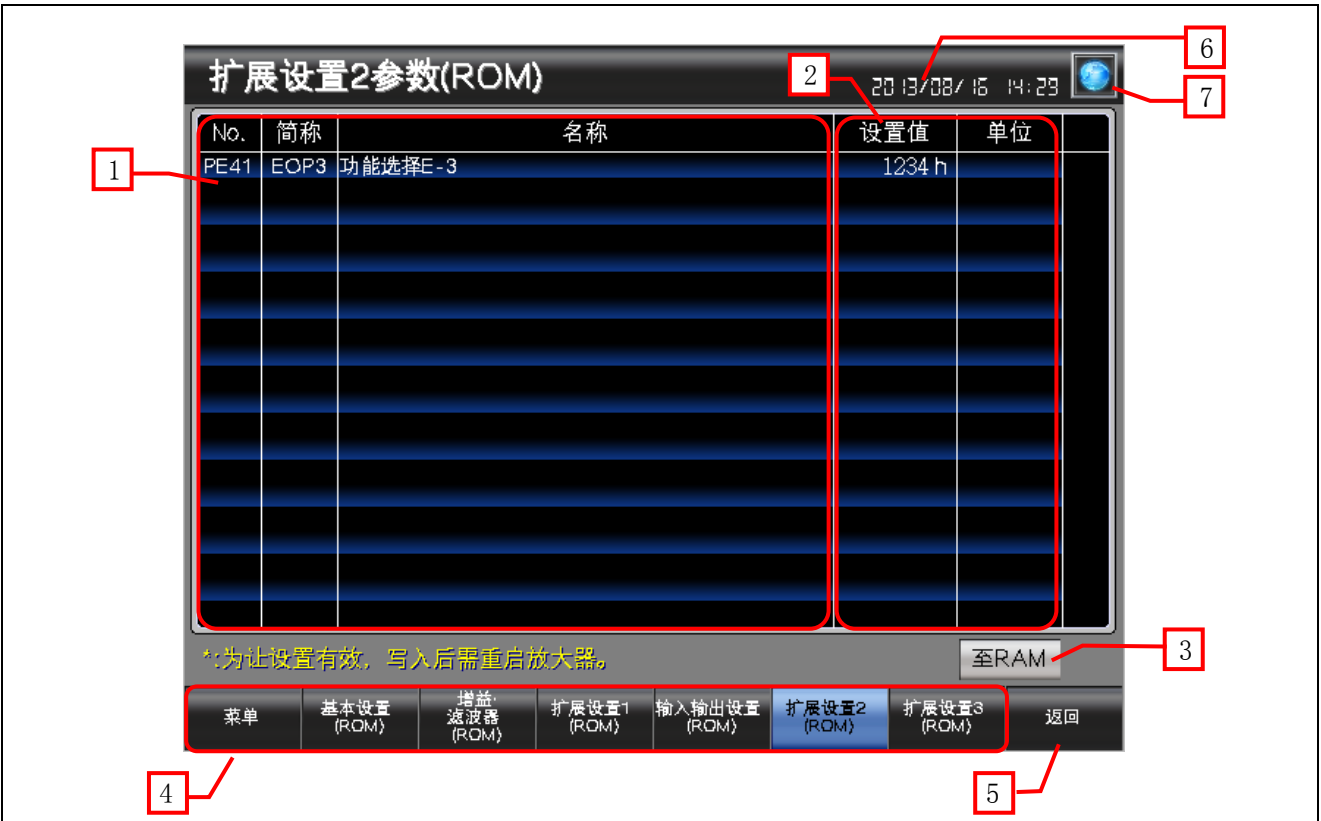 6
扩展设置2参数(ROM)
2
2013/08/16 14:29
7
No. 简称 名称 设置值 单位
1
PE41 EOP3 功能选择E-3 1234 h
*:为让设置有效, 写入后需重启放大器。
至RAM
3
菜单
基本设置
(ROM)
增益·
滤波器
(ROM)
扩展设置1
(ROM)
输入输出设置
(ROM)
扩展设置2
(ROM)
扩展设置3
(ROM)
返回
4
5